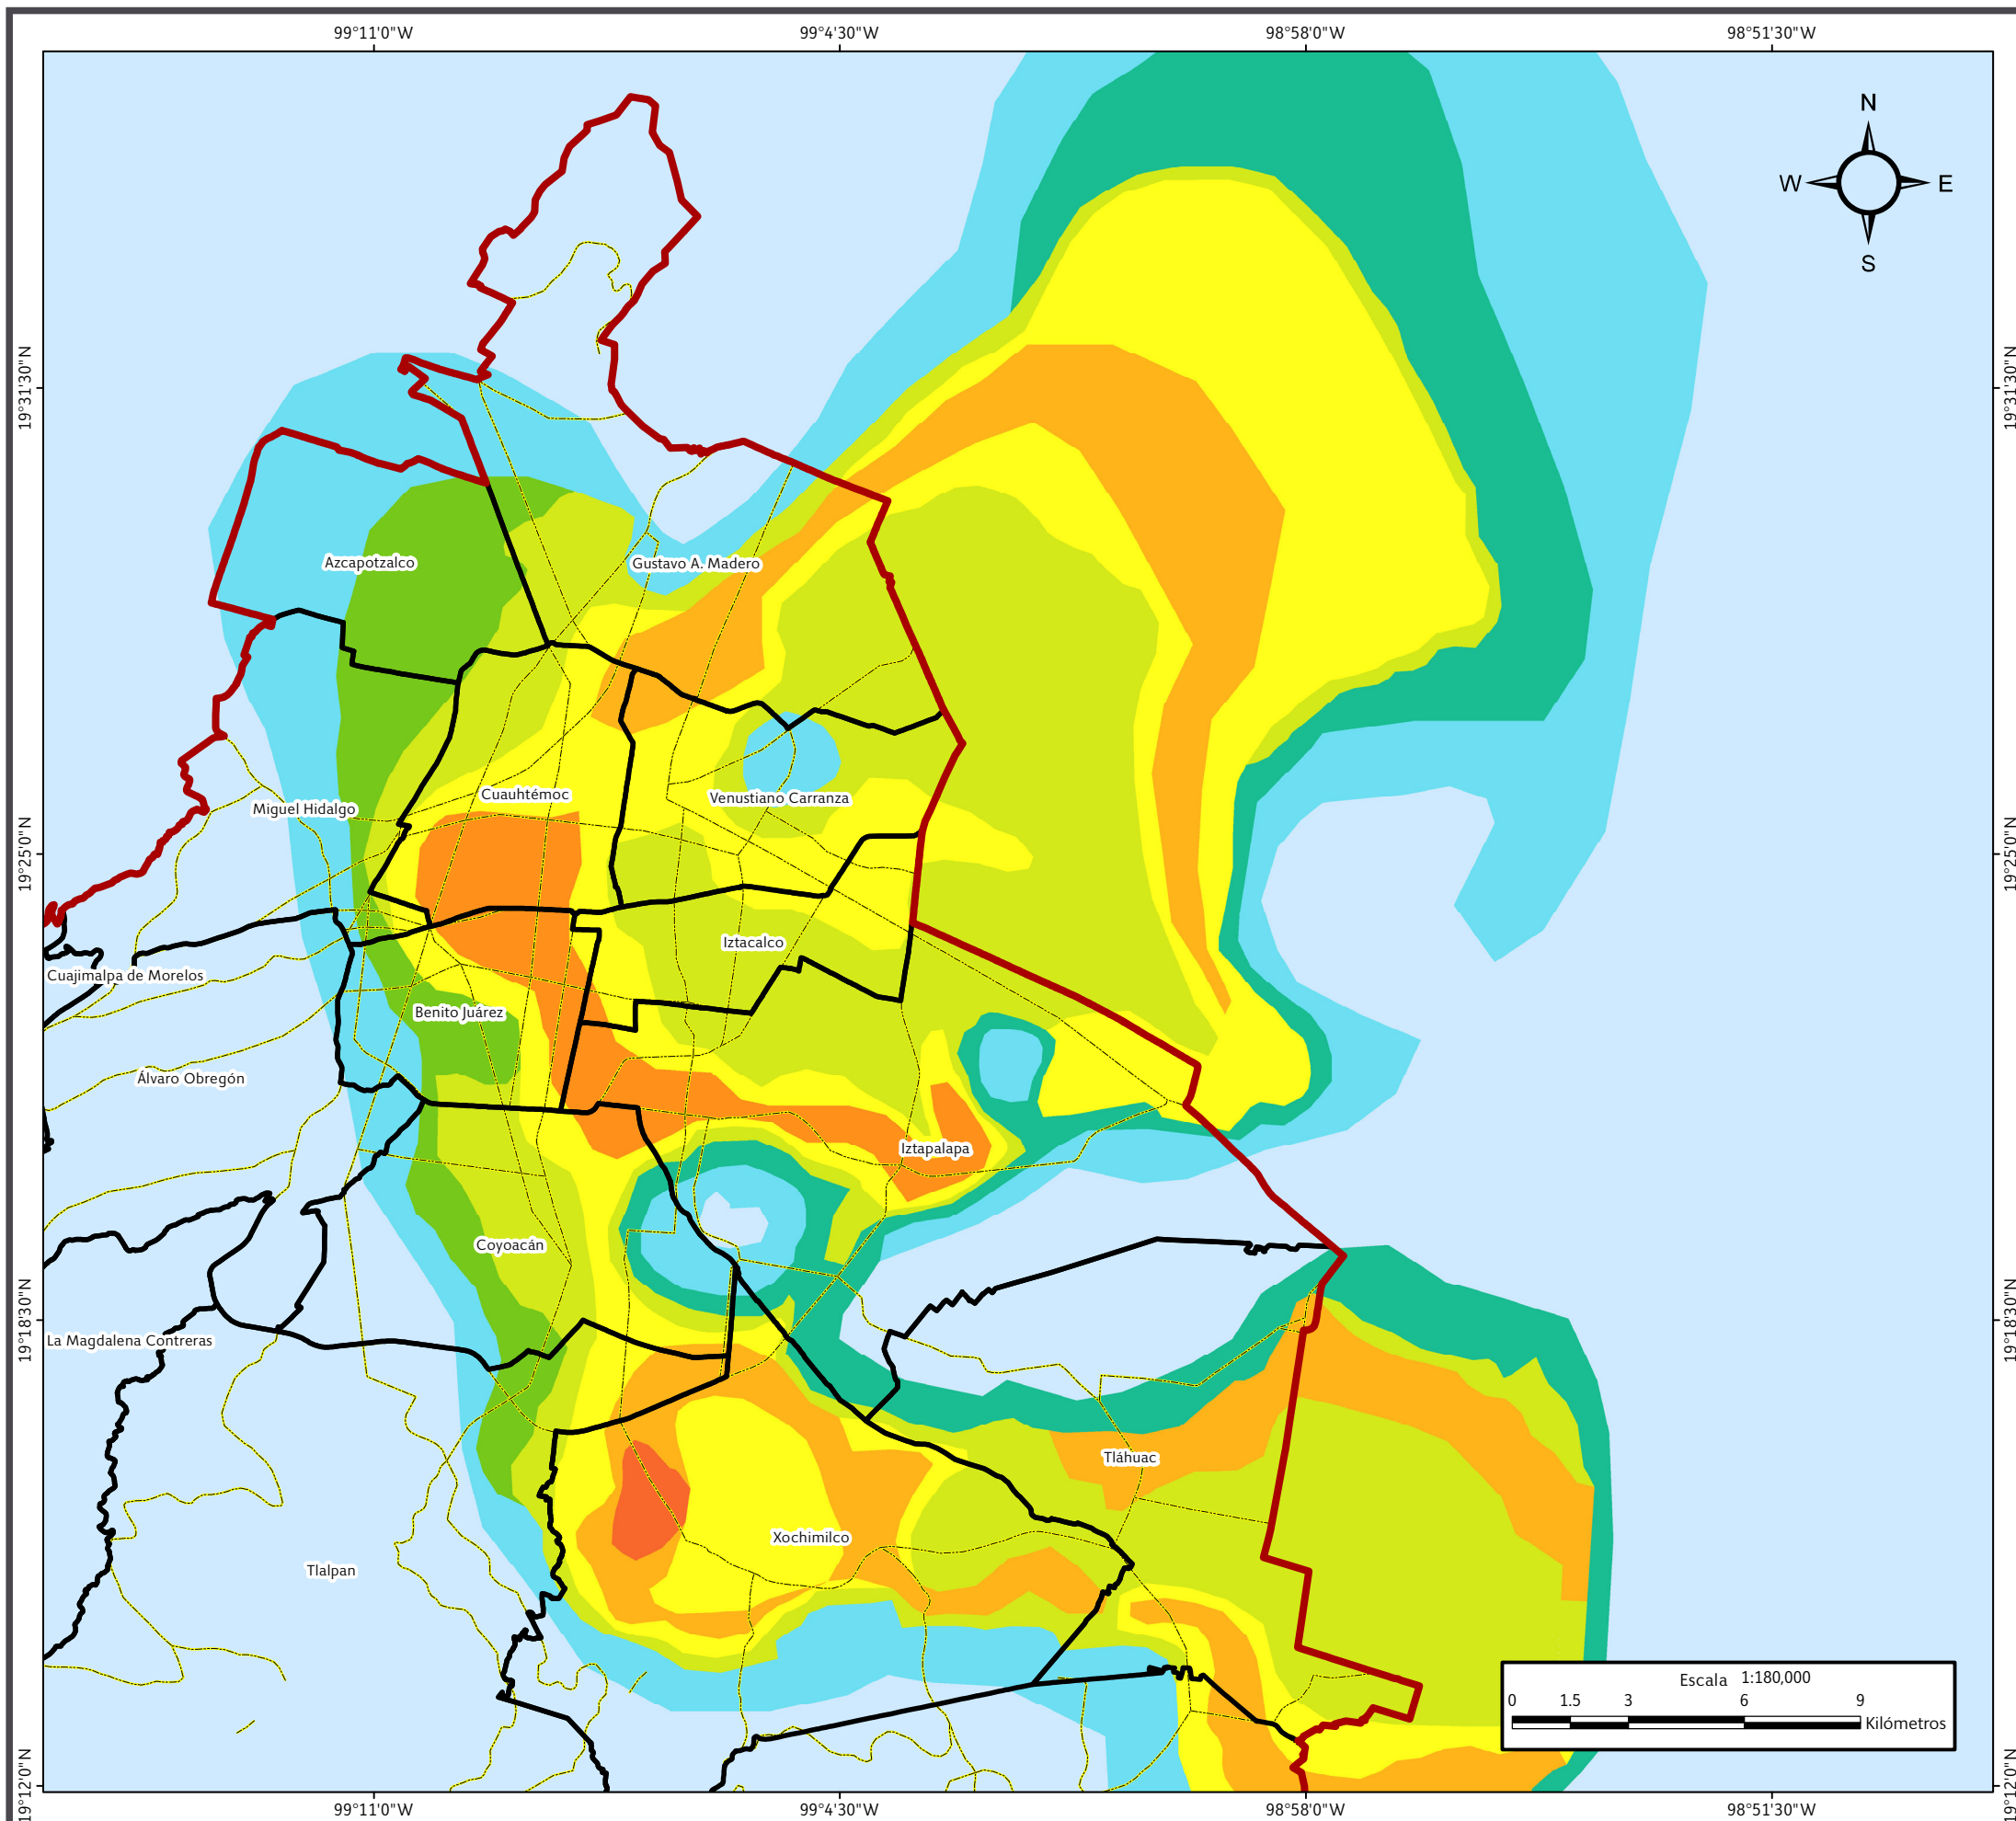 99°11'0"W 99°4'30"W 98°58'0"W 98°51'30"W
N
W E
S
19°31'30"N 19°31'30"N
Azcapotzalco
Gustavo A. Madero
Cuauhtémoc
Venustiano Carranza
Miguel Hidalgo
19°25'0"N 19°25'0"N
Iztacalco
Cuajimalpa de Morelos
Benito Juárez
Álvaro Obregón
Iztapalapa
Coyoacán
19°18'30"N 19°18'30"N
La Magdalena Contreras
Tláhuac
Xochimilco
Tlalpan
Escala 1:180,000
0 1.5 3 6 9
Kilómetros
19°12'0"N 19°12'0"N
99°11'0"W 99°4'30"W 98°58'0"W 98°51'30"W